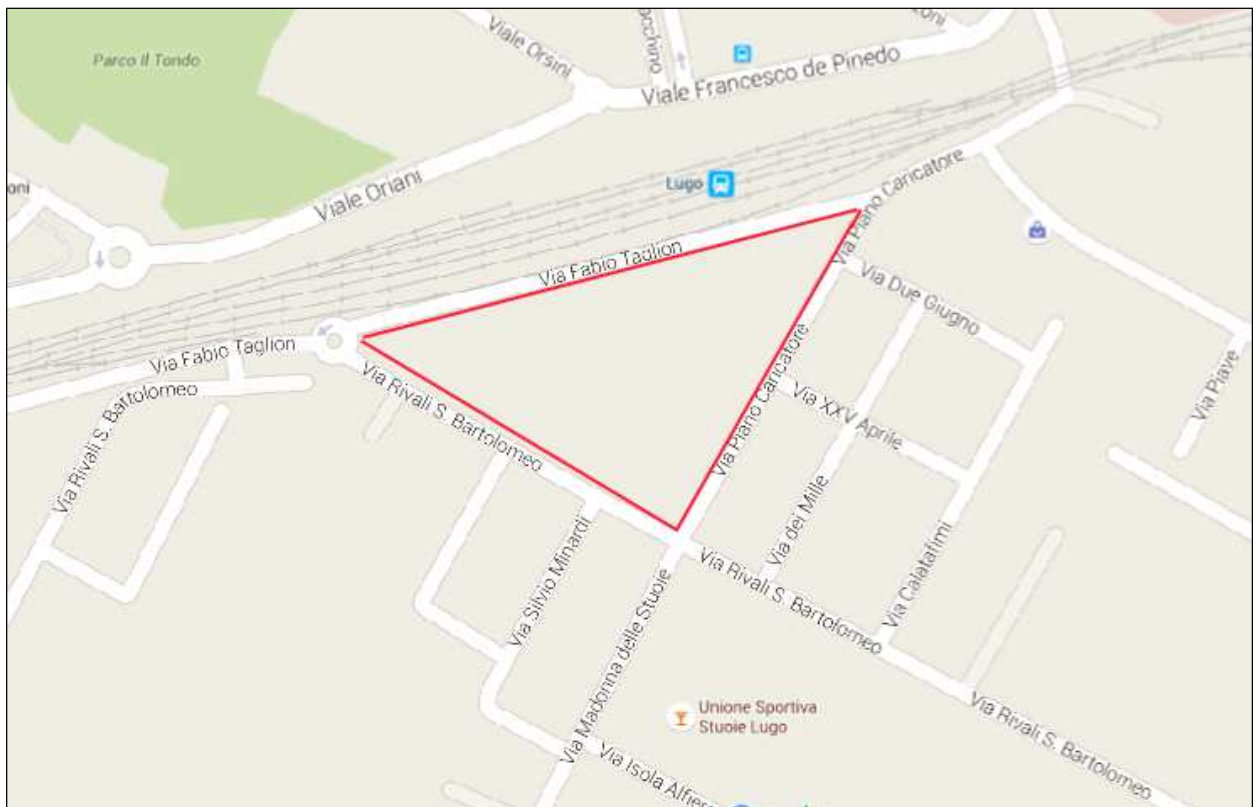 Parco Il Tondo
Viale Orsini
Viale Francesco de Pinedo
Viale Oriani
Lugo
Via Piano Caricatore
Via Fabio Taglion
Via Due Giugno
Via Fabio Taglion
Via Piave
Via Rivali S. Bartolomeo
Via Rivali S. Bartolomeo
Via Piano Caricatore
Via XXV Aprile
Via dei Mille
Via Silvio Minardi
Via Calatafimi
Via Rivali S. Bartolomeo
Via Madonna delle Stuoie
Unione Sportiva
Stuoie Lugo
Via Rivali S. Bartolomeo